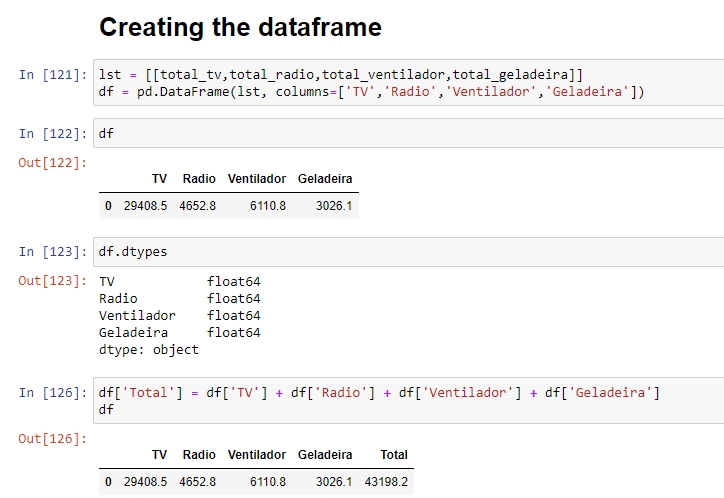 Creating the dataframe
In [121]: lst = [[total_tv,total_radio,total_ventilador,total_geladeira]]
df = pd.DataFrame(lst, columns=['TV','Radio','Ventilador','Geladeira'])
In [122]: df
Out[122]:
TV Radio Ventilador Geladeira
0 29408.5 4652.8 6110.8 3026.1
In [123]: df.dtypes
Out[123]: TV float64
Radio float64
Ventilador float64
Geladeira float64
dtype: object
In [126]: df['Total'] = df['TV'] + df['Radio'] + df['Ventilador'] + df['Geladeira']
df
Out[126]:
TV Radio Ventilador Geladeira Total
0 29408.5 4652.8 6110.8 3026.1 43198.2